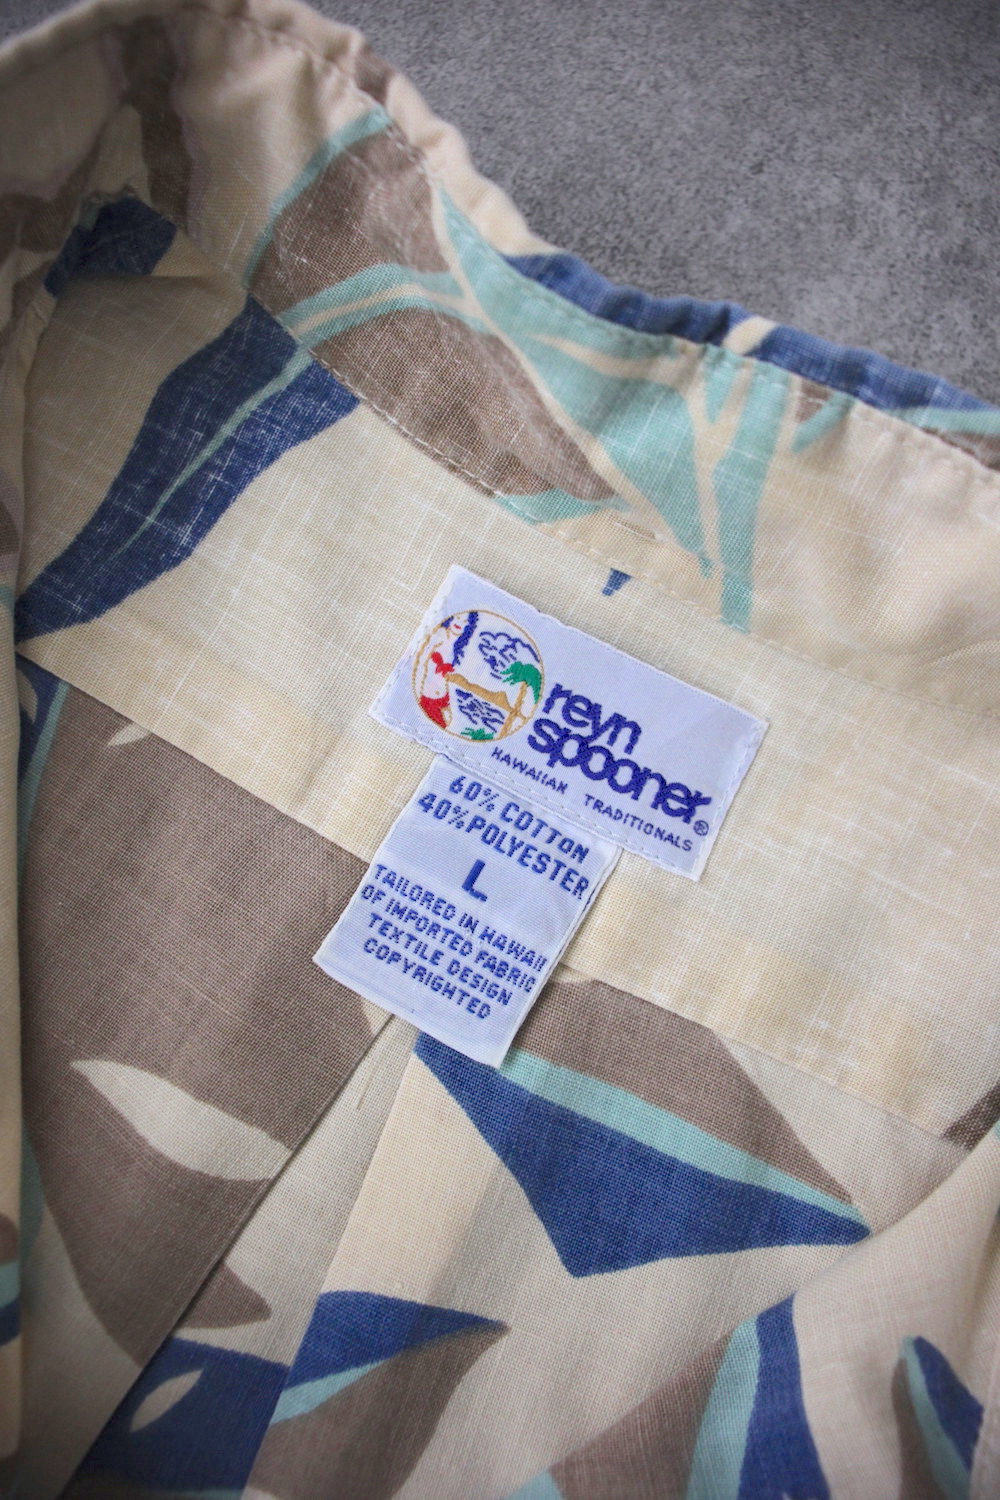 reyn
spooner®
HAWAIIAN TRADITIONALS
60% COTTON
40% POLYESTER
L
TAILORED IN HAWAII
OF IMPORTED FABRIC
TEXTILE DESIGN
COPYRIGHTED